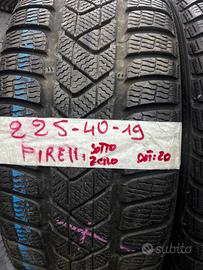 225-40-19
PIRELLI SOTTO
ZERO DOT: 20
subito